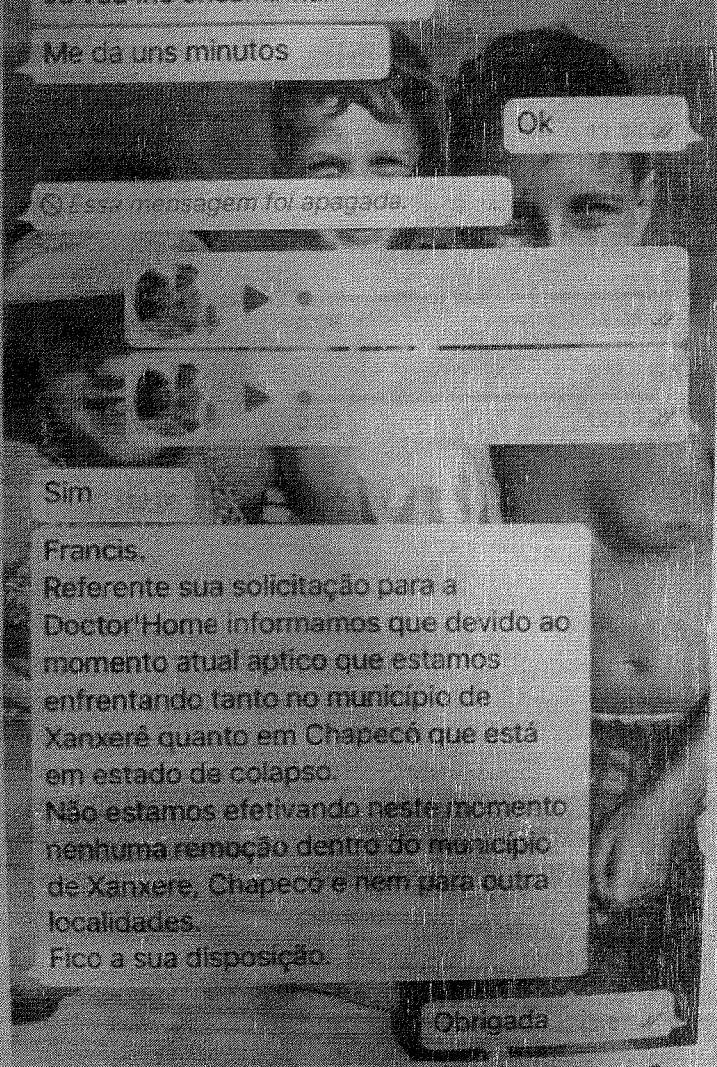 Me da uns minutos
Ok
Essa mensagem foi apagada.
Sim
Francis.
Referente sua solicitação para a
Doctor'Home informamos que devido ao
momento atual aptico que estamos
enfrentando tanto no município de
Xanxerê quanto em Chapecó que está
em estado de colapso.
Não estamos efetivando neste momento
nenhuma remoção dentro do município
de Xanxere, Chapecó e nem para outra
localidades.
Fico a sua disposição.
Obrigada